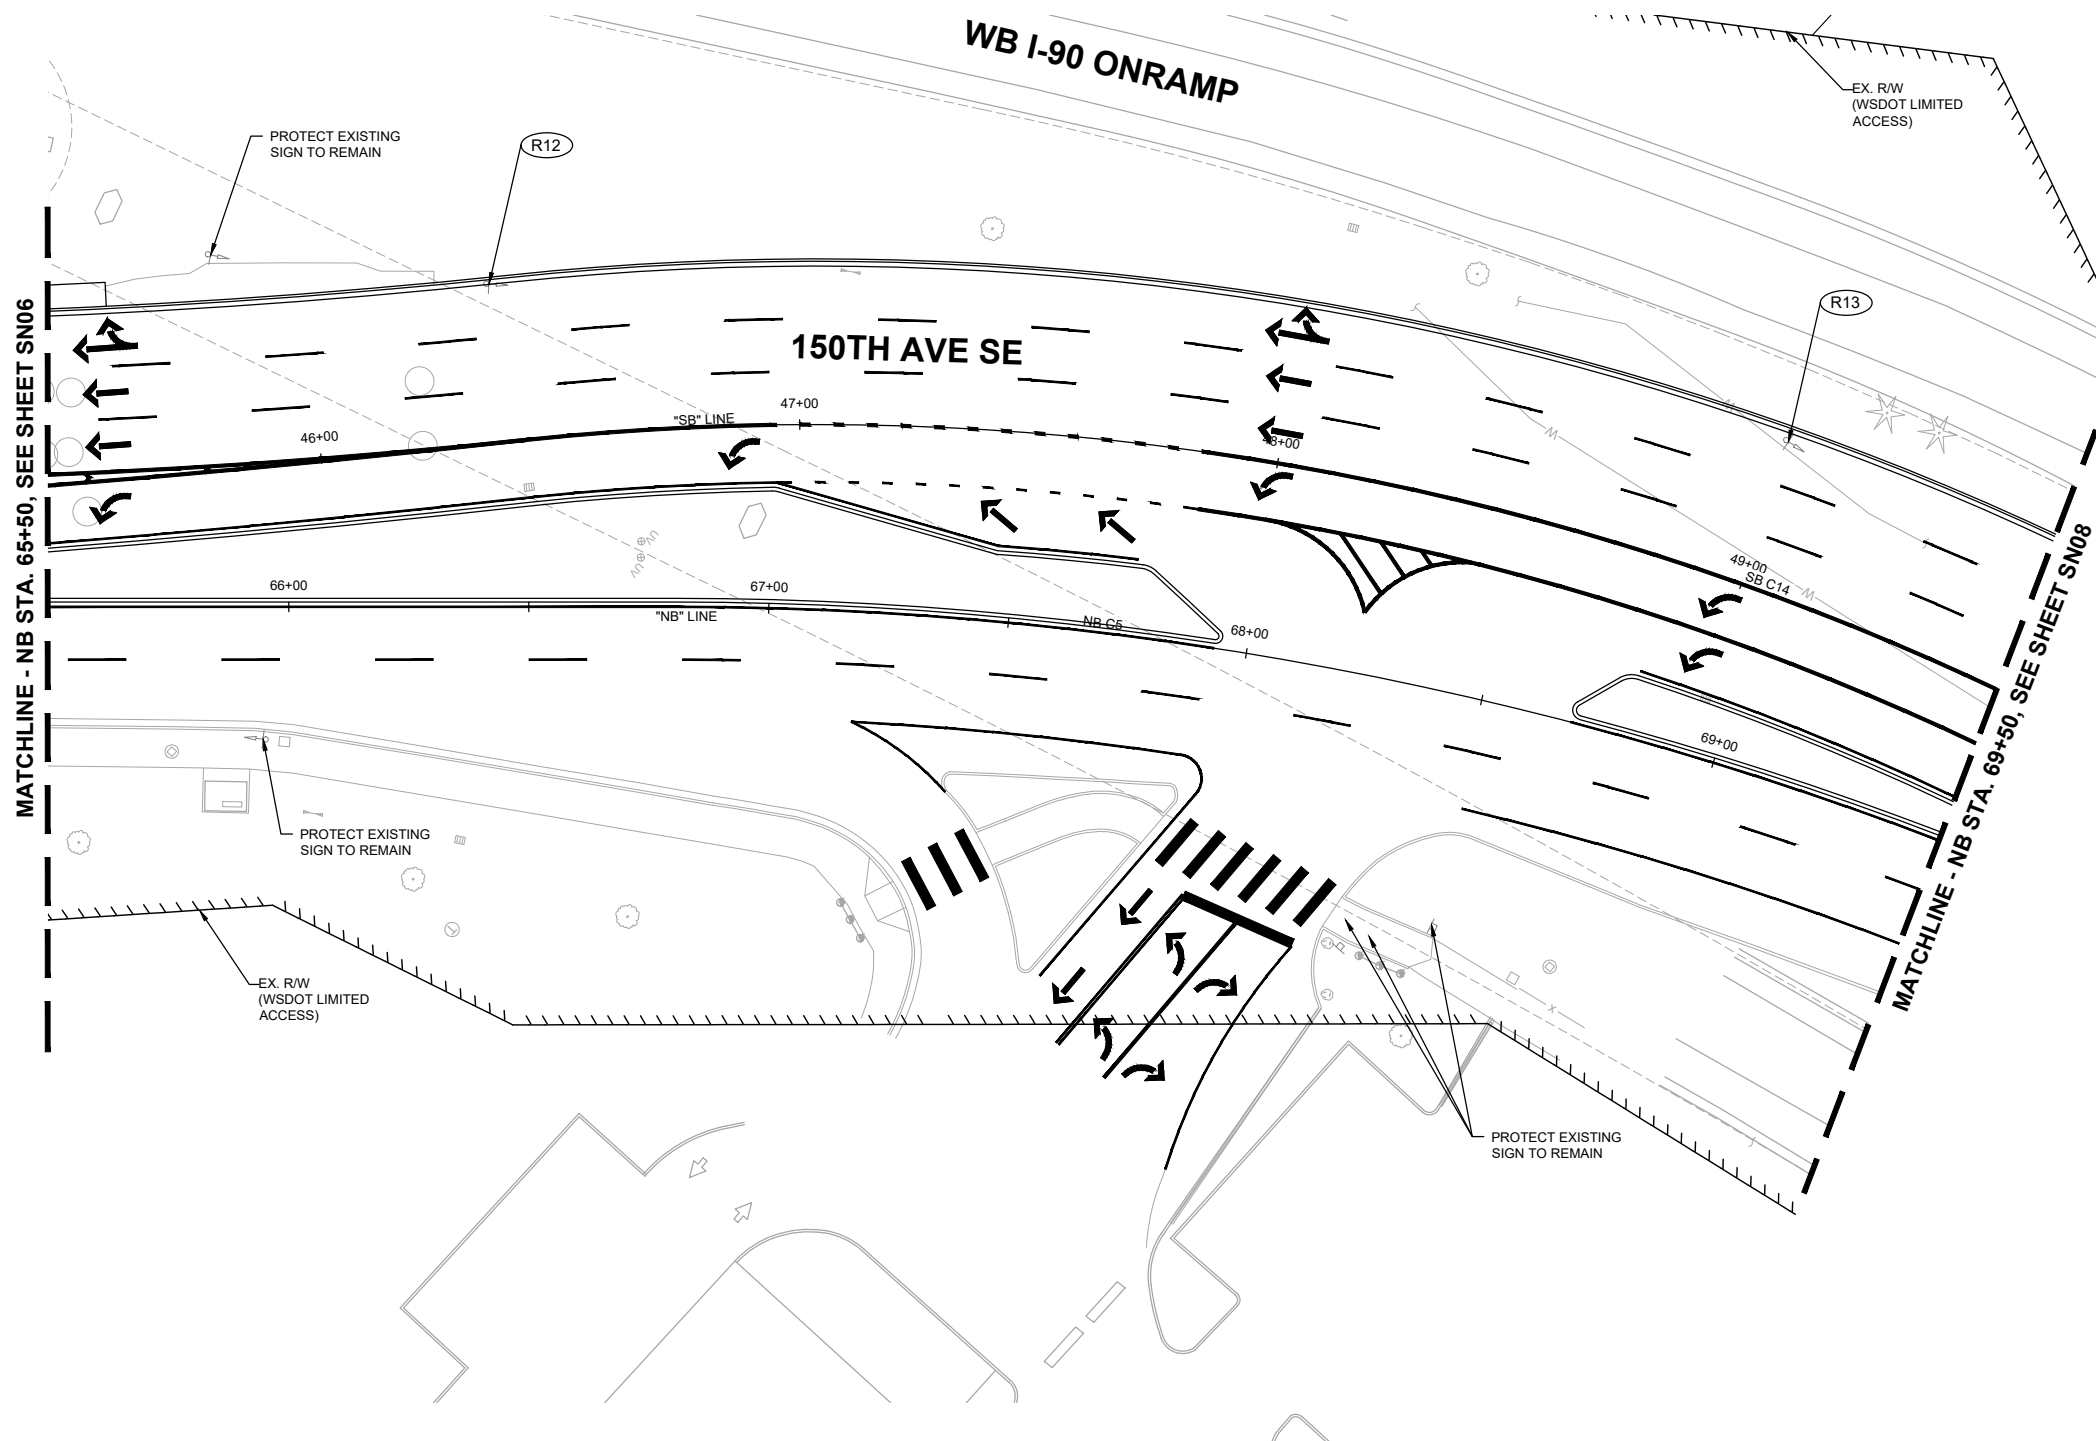 WB I-90 ONRAMP
EX. R/W
(WSDOT LIMITED
ACCESS)
PROTECT EXISTING
SIGN TO REMAIN
R12
R13
MATCHLINE - NB STA. 65+50, SEE SHEET SN06
150TH AVE SE
47+00
"SB" LINE
46+00
48+00
W
W
W
49+00
SB C14
UV
UV
66+00
67+00
"NB" LINE
NB C5
68+00
69+00
MATCHLINE - NB STA. 69+50, SEE SHEET SN08
PROTECT EXISTING
SIGN TO REMAIN
EX. R/W
(WSDOT LIMITED
ACCESS)
P
X
PROTECT EXISTING
SIGN TO REMAIN